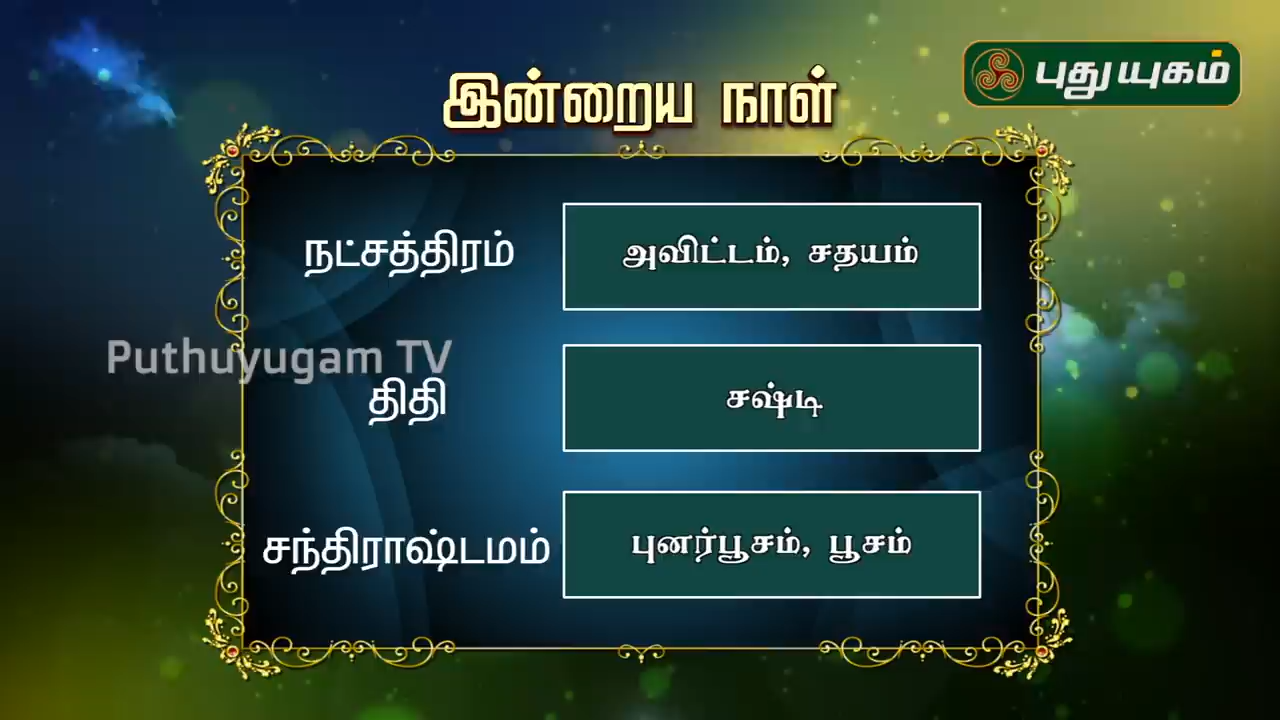 புதுயுகம்
இன்றைய நாள்
நட்சத்திரம்
அவிட்டம், சதயம்
Puthuyugam TV
திதி
சஷ்டி
சந்திராஷ்டமம்
புனர்பூசம், பூசம்